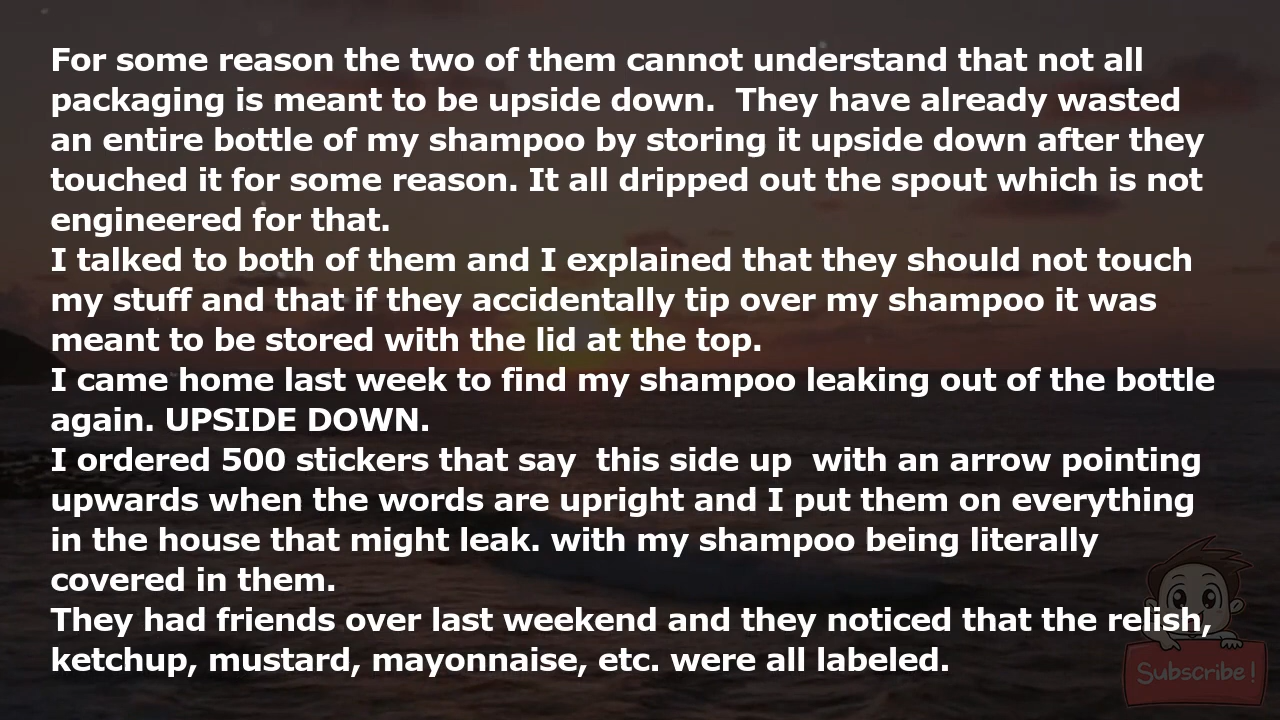 For some reason the two of them cannot understand that not all
packaging is meant to be upside down.  They have already wasted
an entire bottle of my shampoo by storing it upside down after they
touched it for some reason. It all dripped out the spout which is not
engineered for that.
I talked to both of them and I explained that they should not touch
my stuff and that if they accidentally tip over my shampoo it was
meant to be stored with the lid at the top.
I came home last week to find my shampoo leaking out of the bottle
again. UPSIDE DOWN.
I ordered 500 stickers that say  this side up  with an arrow pointing
upwards when the words are upright and I put them on everything
in the house that might leak. with my shampoo being literally
covered in them.
They had friends over last weekend and they noticed that the relish,
ketchup, mustard, mayonnaise, etc. were all labeled.
Subscribe!